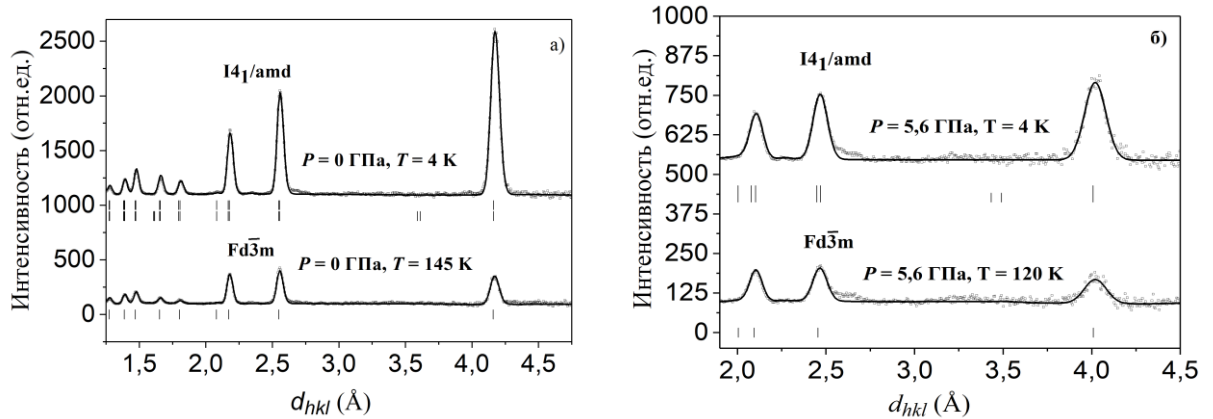 Интенсивность (отн.ед.)
2500
2000
1500
1000
500
0
а)
I4₁/amd
P = 0 ГПа, T = 4 K
Fd3̅m
P = 0 ГПа, T = 145 K
1,5 2,0 2,5 3,0 3,5 4,0 4,5
dhkl (Å)
Интенсивность (отн.ед.)
1000
875
750
625
500
375
250
125
0
б)
I4₁/amd
P = 5,6 ГПа, T = 4 K
Fd3̅m
P = 5,6 ГПа, T = 120 K
2,0 2,5 3,0 3,5 4,0 4,5
dhkl (Å)